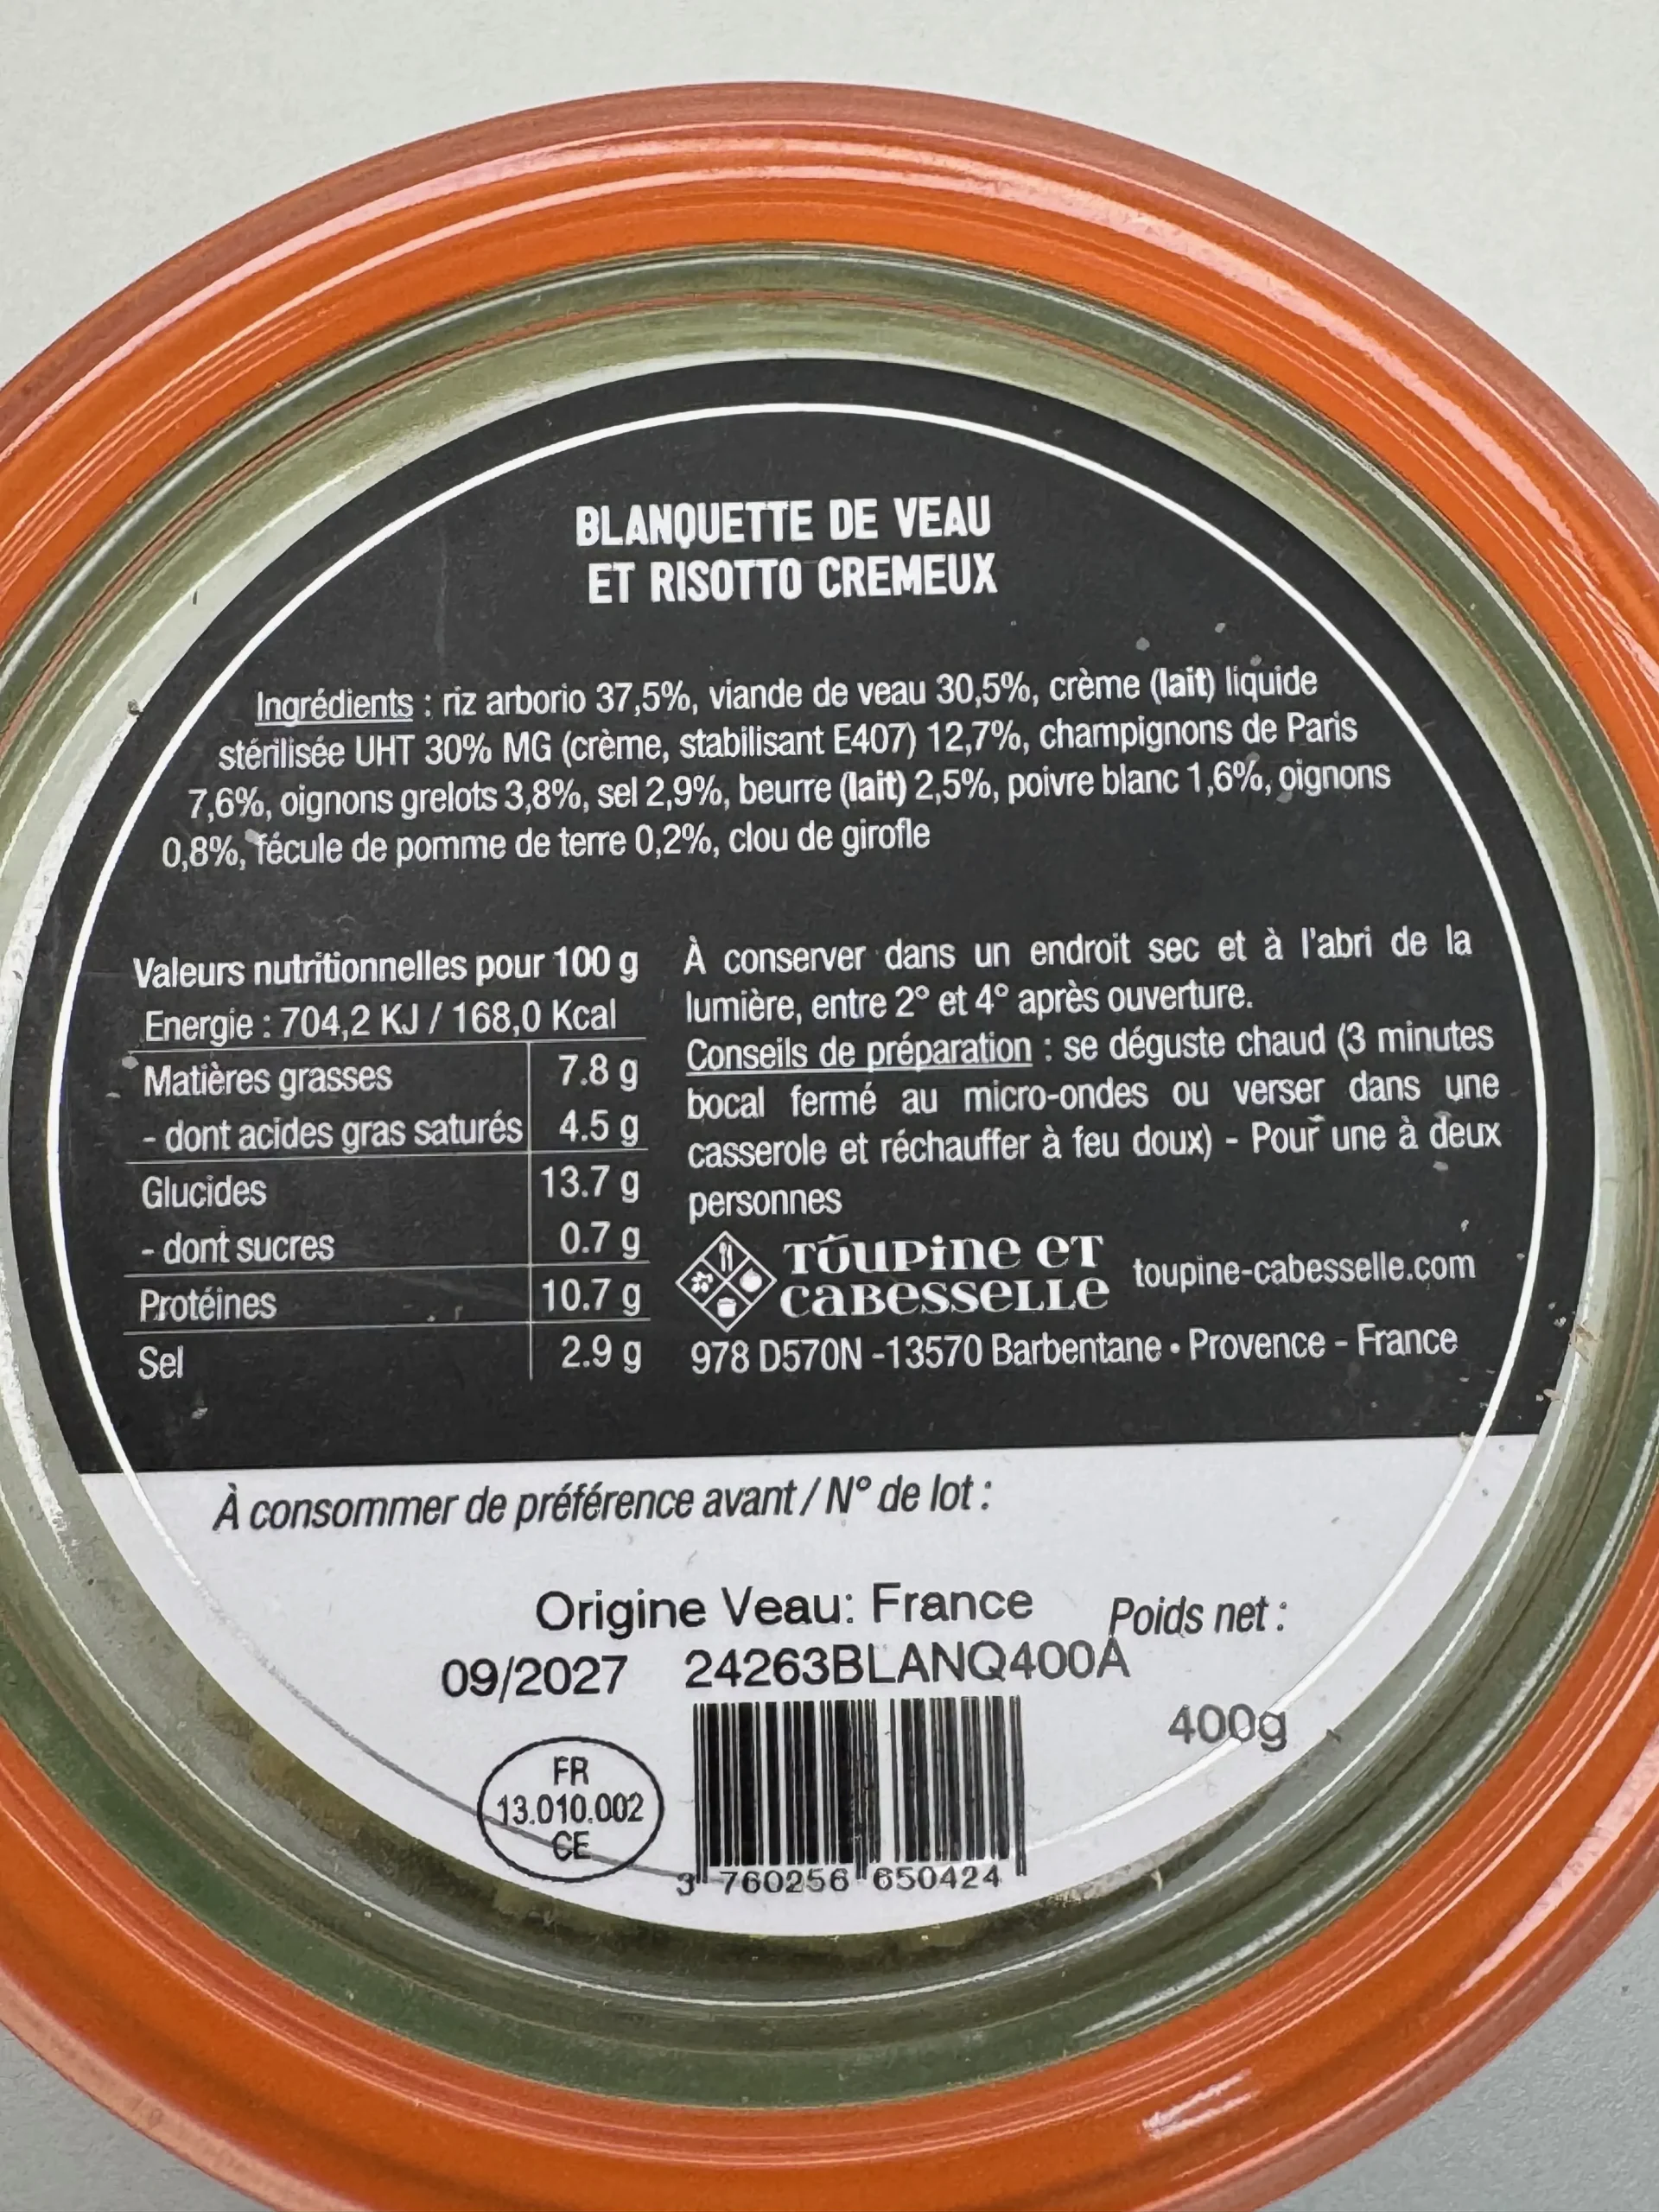 BLANQUETTE DE VEAU
ET RISOTTO CREMEUX
Ingrédients : riz arborio 37,5%, viande de veau 30,5%, crème (lait) liquide
stérilisée UHT 30% MG (crème, stabilisant E407) 12,7%, champignons de Paris
7,6%, oignons grelots 3,8%, sel 2,9%, beurre (lait) 2,5%, poivre blanc 1,6%, oignons
0,8%, fécule de pomme de terre 0,2%, clou de girofle
Valeurs nutritionnelles pour 100 g
Energie : 704,2 KJ / 168,0 Kcal
Matières grasses 7.8 g
- dont acides gras saturés 4.5 g
Glucides 13.7 g
- dont sucres 0.7 g
Protéines 10.7 g
Sel 2.9 g
À conserver dans un endroit sec et à l'abri de la
lumière, entre 2° et 4° après ouverture.
Conseils de préparation : se déguste chaud (3 minutes
bocal fermé au micro-ondes ou verser dans une
casserole et réchauffer à feu doux) - Pour une à deux
personnes
TOUPINE ET
CABESSELLE
toupine-cabesselle.com
978 D570N -13570 Barbentane • Provence - France
À consommer de préférence avant / N° de lot :
Origine Veau: France
Poids net :
09/2027 24263BLANQ400A
400g
FR
13.010.002
CE
3 760256 650424